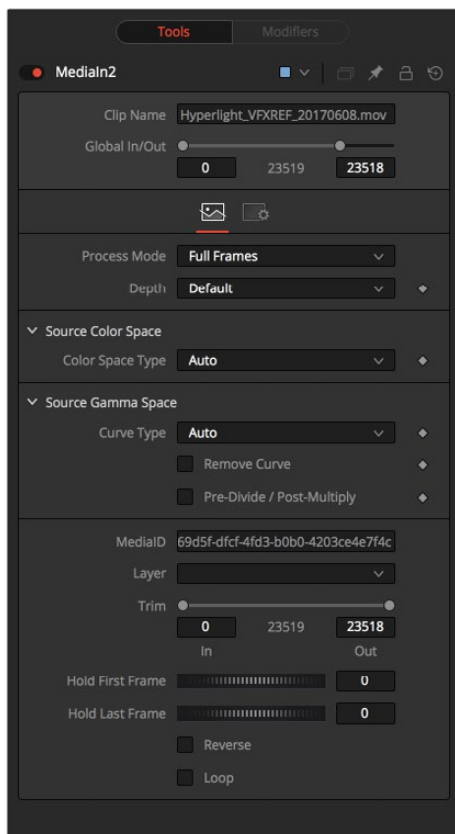 Tools Modifiers
MediaIn2
Clip Name Hyperlight_VFXREF_20170608.mov
Global In/Out
0 23519 23518
Process Mode Full Frames
Depth Default
Source Color Space
Color Space Type Auto
Source Gamma Space
Curve Type Auto
Remove Curve
Pre-Divide / Post-Multiply
MediaID 69d5f-dfcf-4fd3-b0b0-4203ce4e7f4c
Layer
Trim
0 23519 23518
In Out
Hold First Frame 0
Hold Last Frame 0
Reverse
Loop